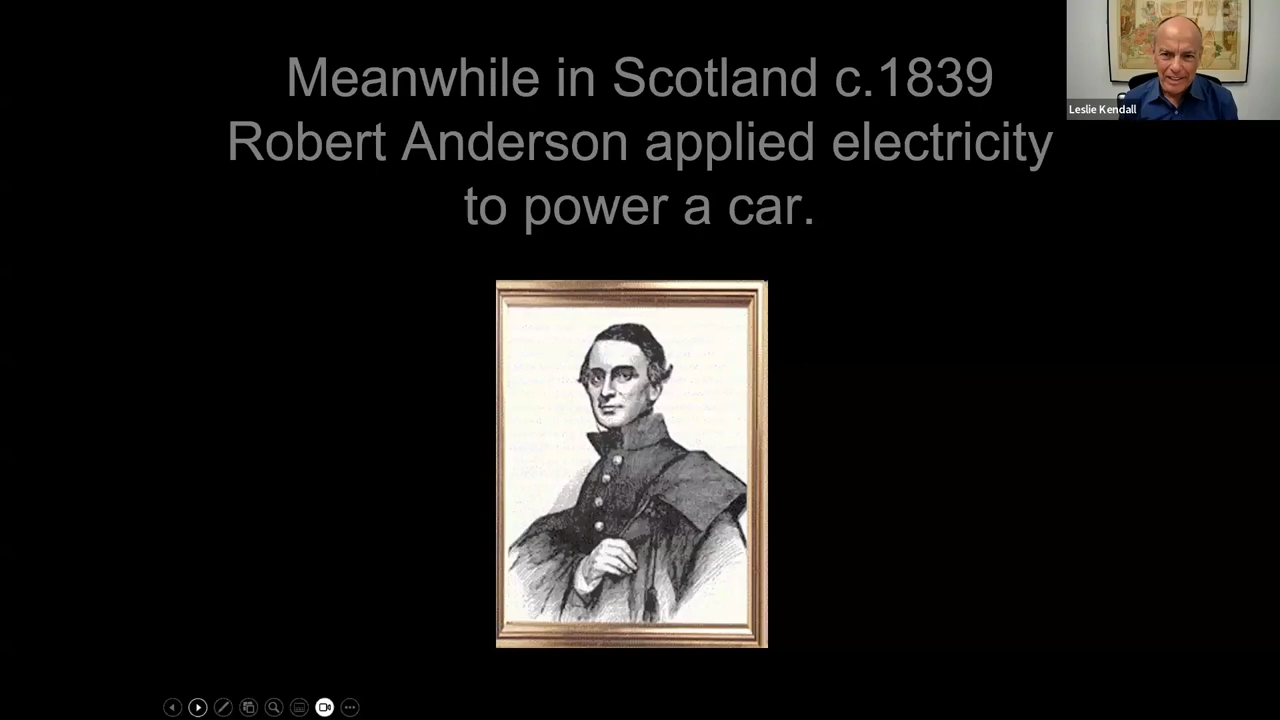 Meanwhile in Scotland c.1839
Robert Anderson applied electricity
to power a car.
Leslie Kendall